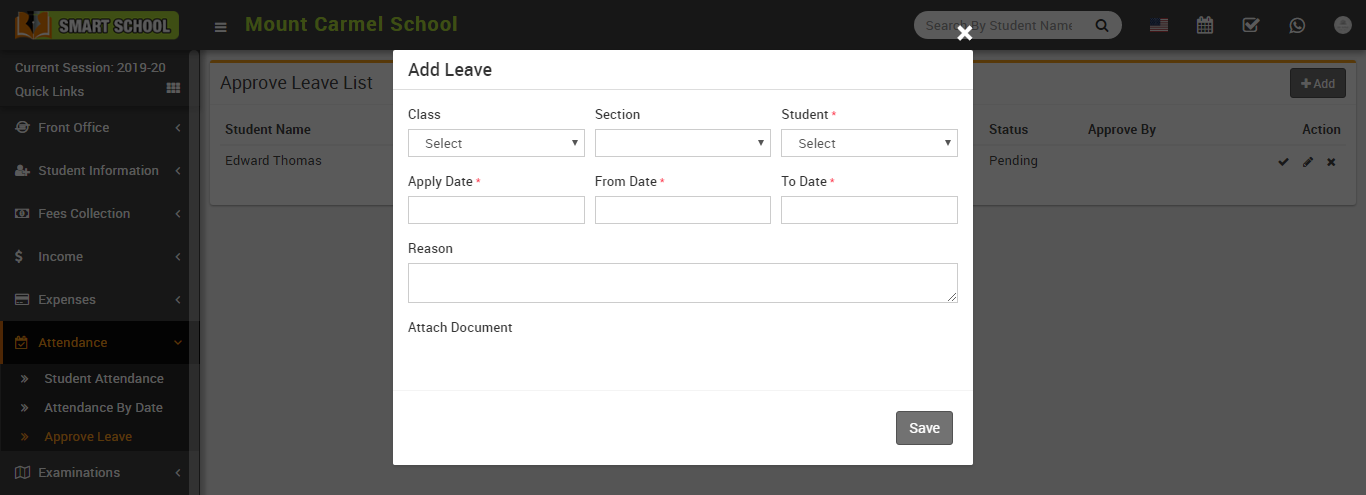 SMART SCHOOL
Mount Carmel School
Search By Student Name
Current Session: 2019-20
Quick Links
Front Office
Student Information
Fees Collection
Income
Expenses
Attendance
Student Attendance
Attendance By Date
Approve Leave
Examinations
Approve Leave List
Add
Student Name
Status
Approve By
Action
Edward Thomas
Pending
Add Leave
Class
Section
Student *
Select
Select
Apply Date *
From Date *
To Date *
Reason
Attach Document
Save